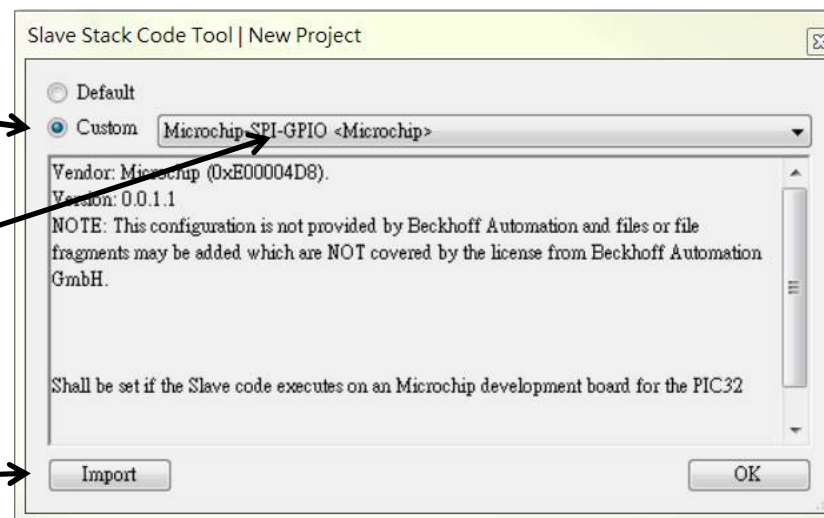 Slave Stack Code Tool | New Project
Default
Custom
Microchip-SPI-GPIO <Microchip>
Vendor: Microchip (0xE00004D8).
Version: 0.0.1.1
NOTE: This configuration is not provided by Beckhoff Automation and files or file
fragments may be added which are NOT covered by the license from Beckhoff Automation
GmbH.
Shall be set if the Slave code executes on an Microchip development board for the PIC32
Import
OK